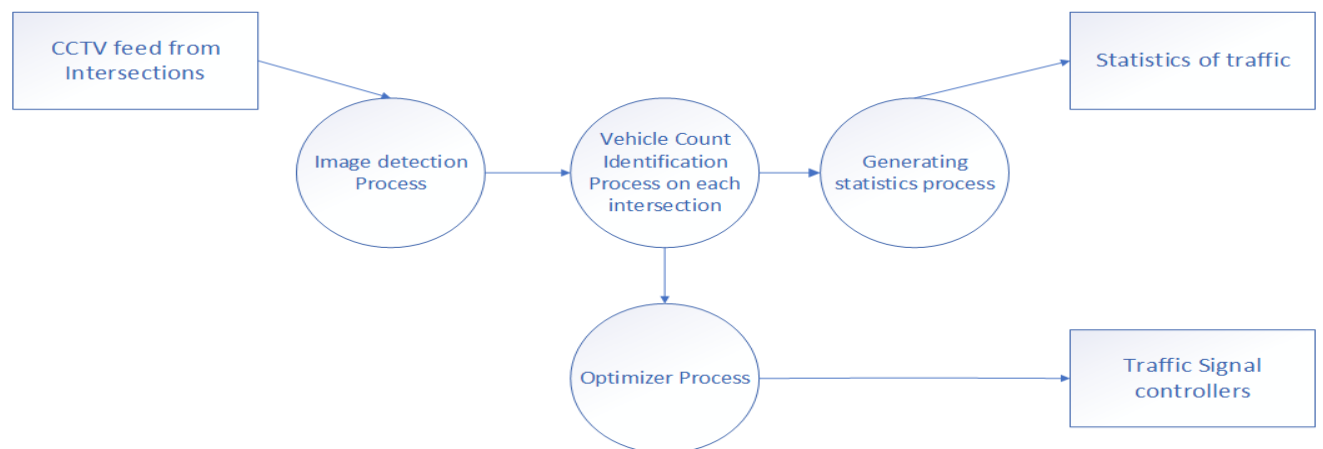 CCTV feed from
Intersections
Statistics of traffic
Image detection
Process
Vehicle Count
Identification
Process on each
intersection
Generating
statistics process
Optimizer Process
Traffic Signal
controllers